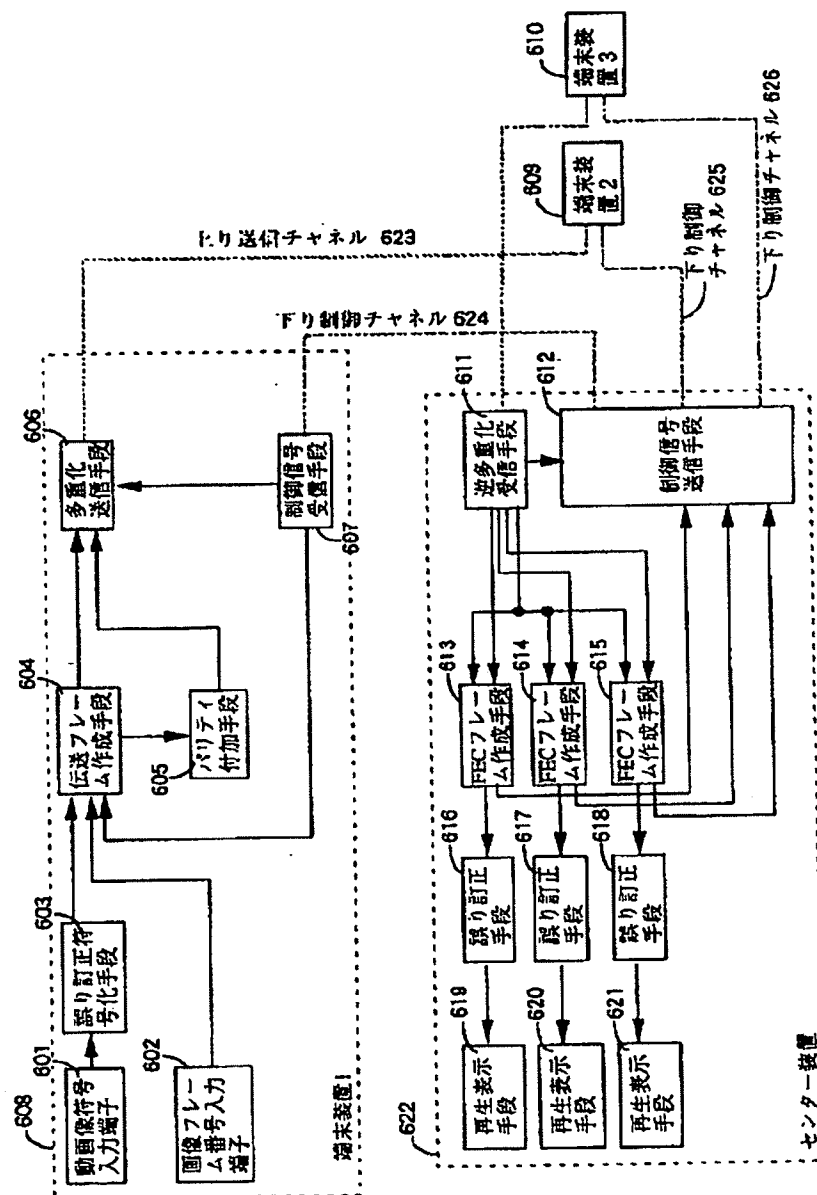 608
601
動画像符号
入力端子
602
画像フレー
ム番号入力
端子
603
誤り訂正符
号化手段
604
伝送フレー
ム作成手段
605
パリティ
付加手段
606
多重化
送信手段
制御信号
受信手段
607
端末装置1
上り送信チャネル 623
下り制御チャネル 624
609
端末装
置2
610
端末装
置3
下り制御
チャネル 625
下り制御チャネル 626
622
611
逆多重化
受信手段
612
制御信号
送信手段
613
FECフレー
ム作成手段
614
FECフレー
ム作成手段
615
FECフレー
ム作成手段
616
誤り訂正
手段
617
誤り訂正
手段
618
誤り訂正
手段
619
再生表示
手段
620
再生表示
手段
621
再生表示
手段
センター装置